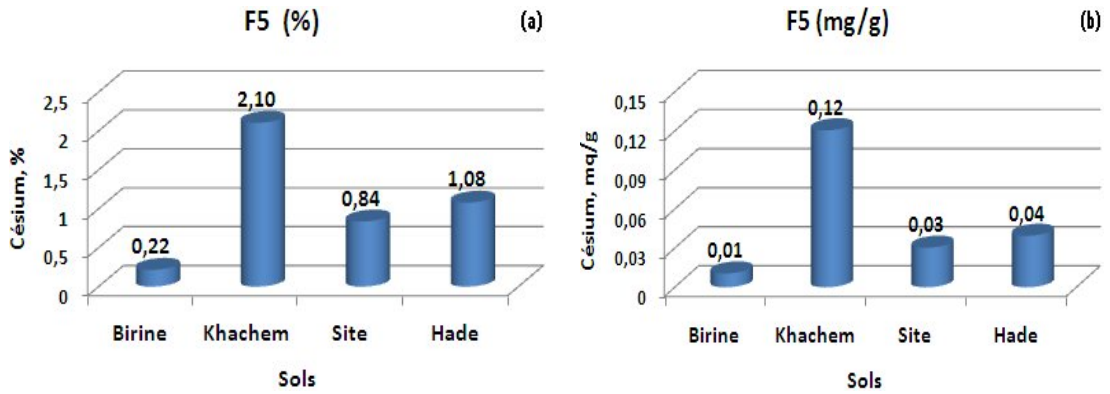 F5 (%)
(a)
Césium, %
2,5
2
1,5
1
0,5
0
0,22
2,10
0,84
1,08
Birine
Khachem
Site
Hade
Sols
F5 (mg/g)
(b)
Césium, mq/g
0,15
0,12
0,09
0,06
0,03
0
0,01
0,12
0,03
0,04
Birine
Khachem
Site
Hade
Sols